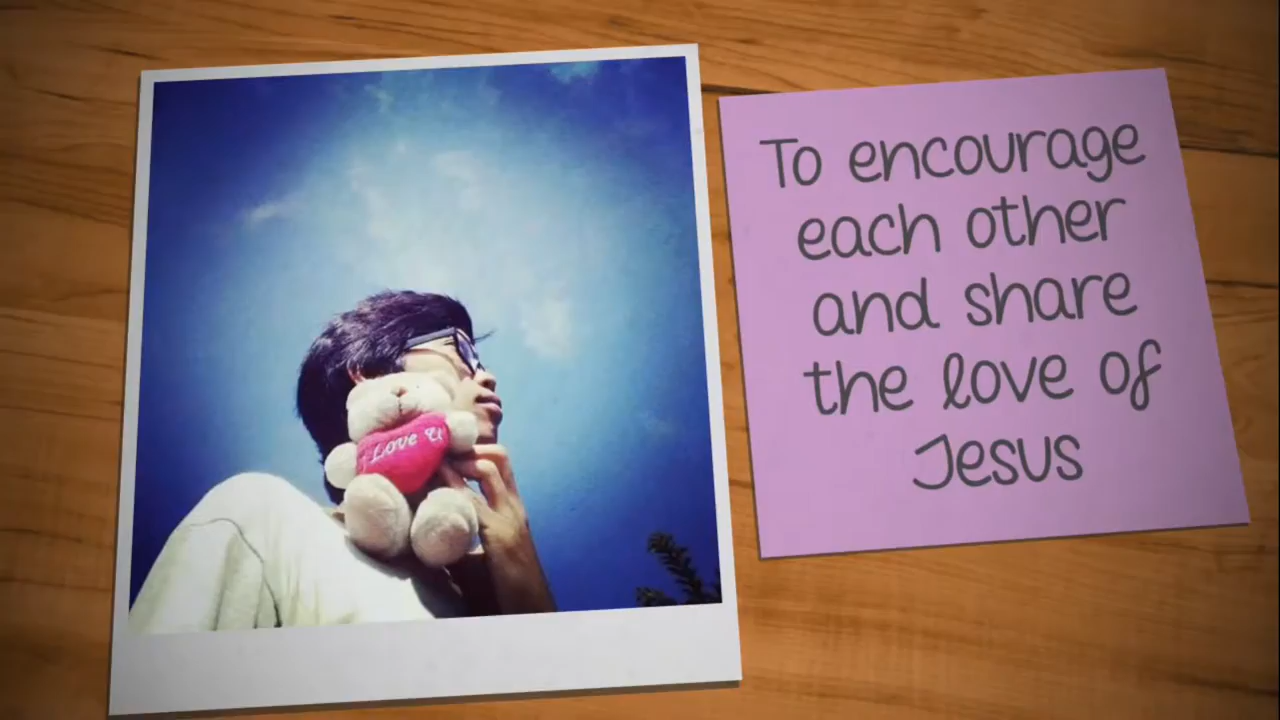 Love U
To encourage
each other
and share
the love of
Jesus